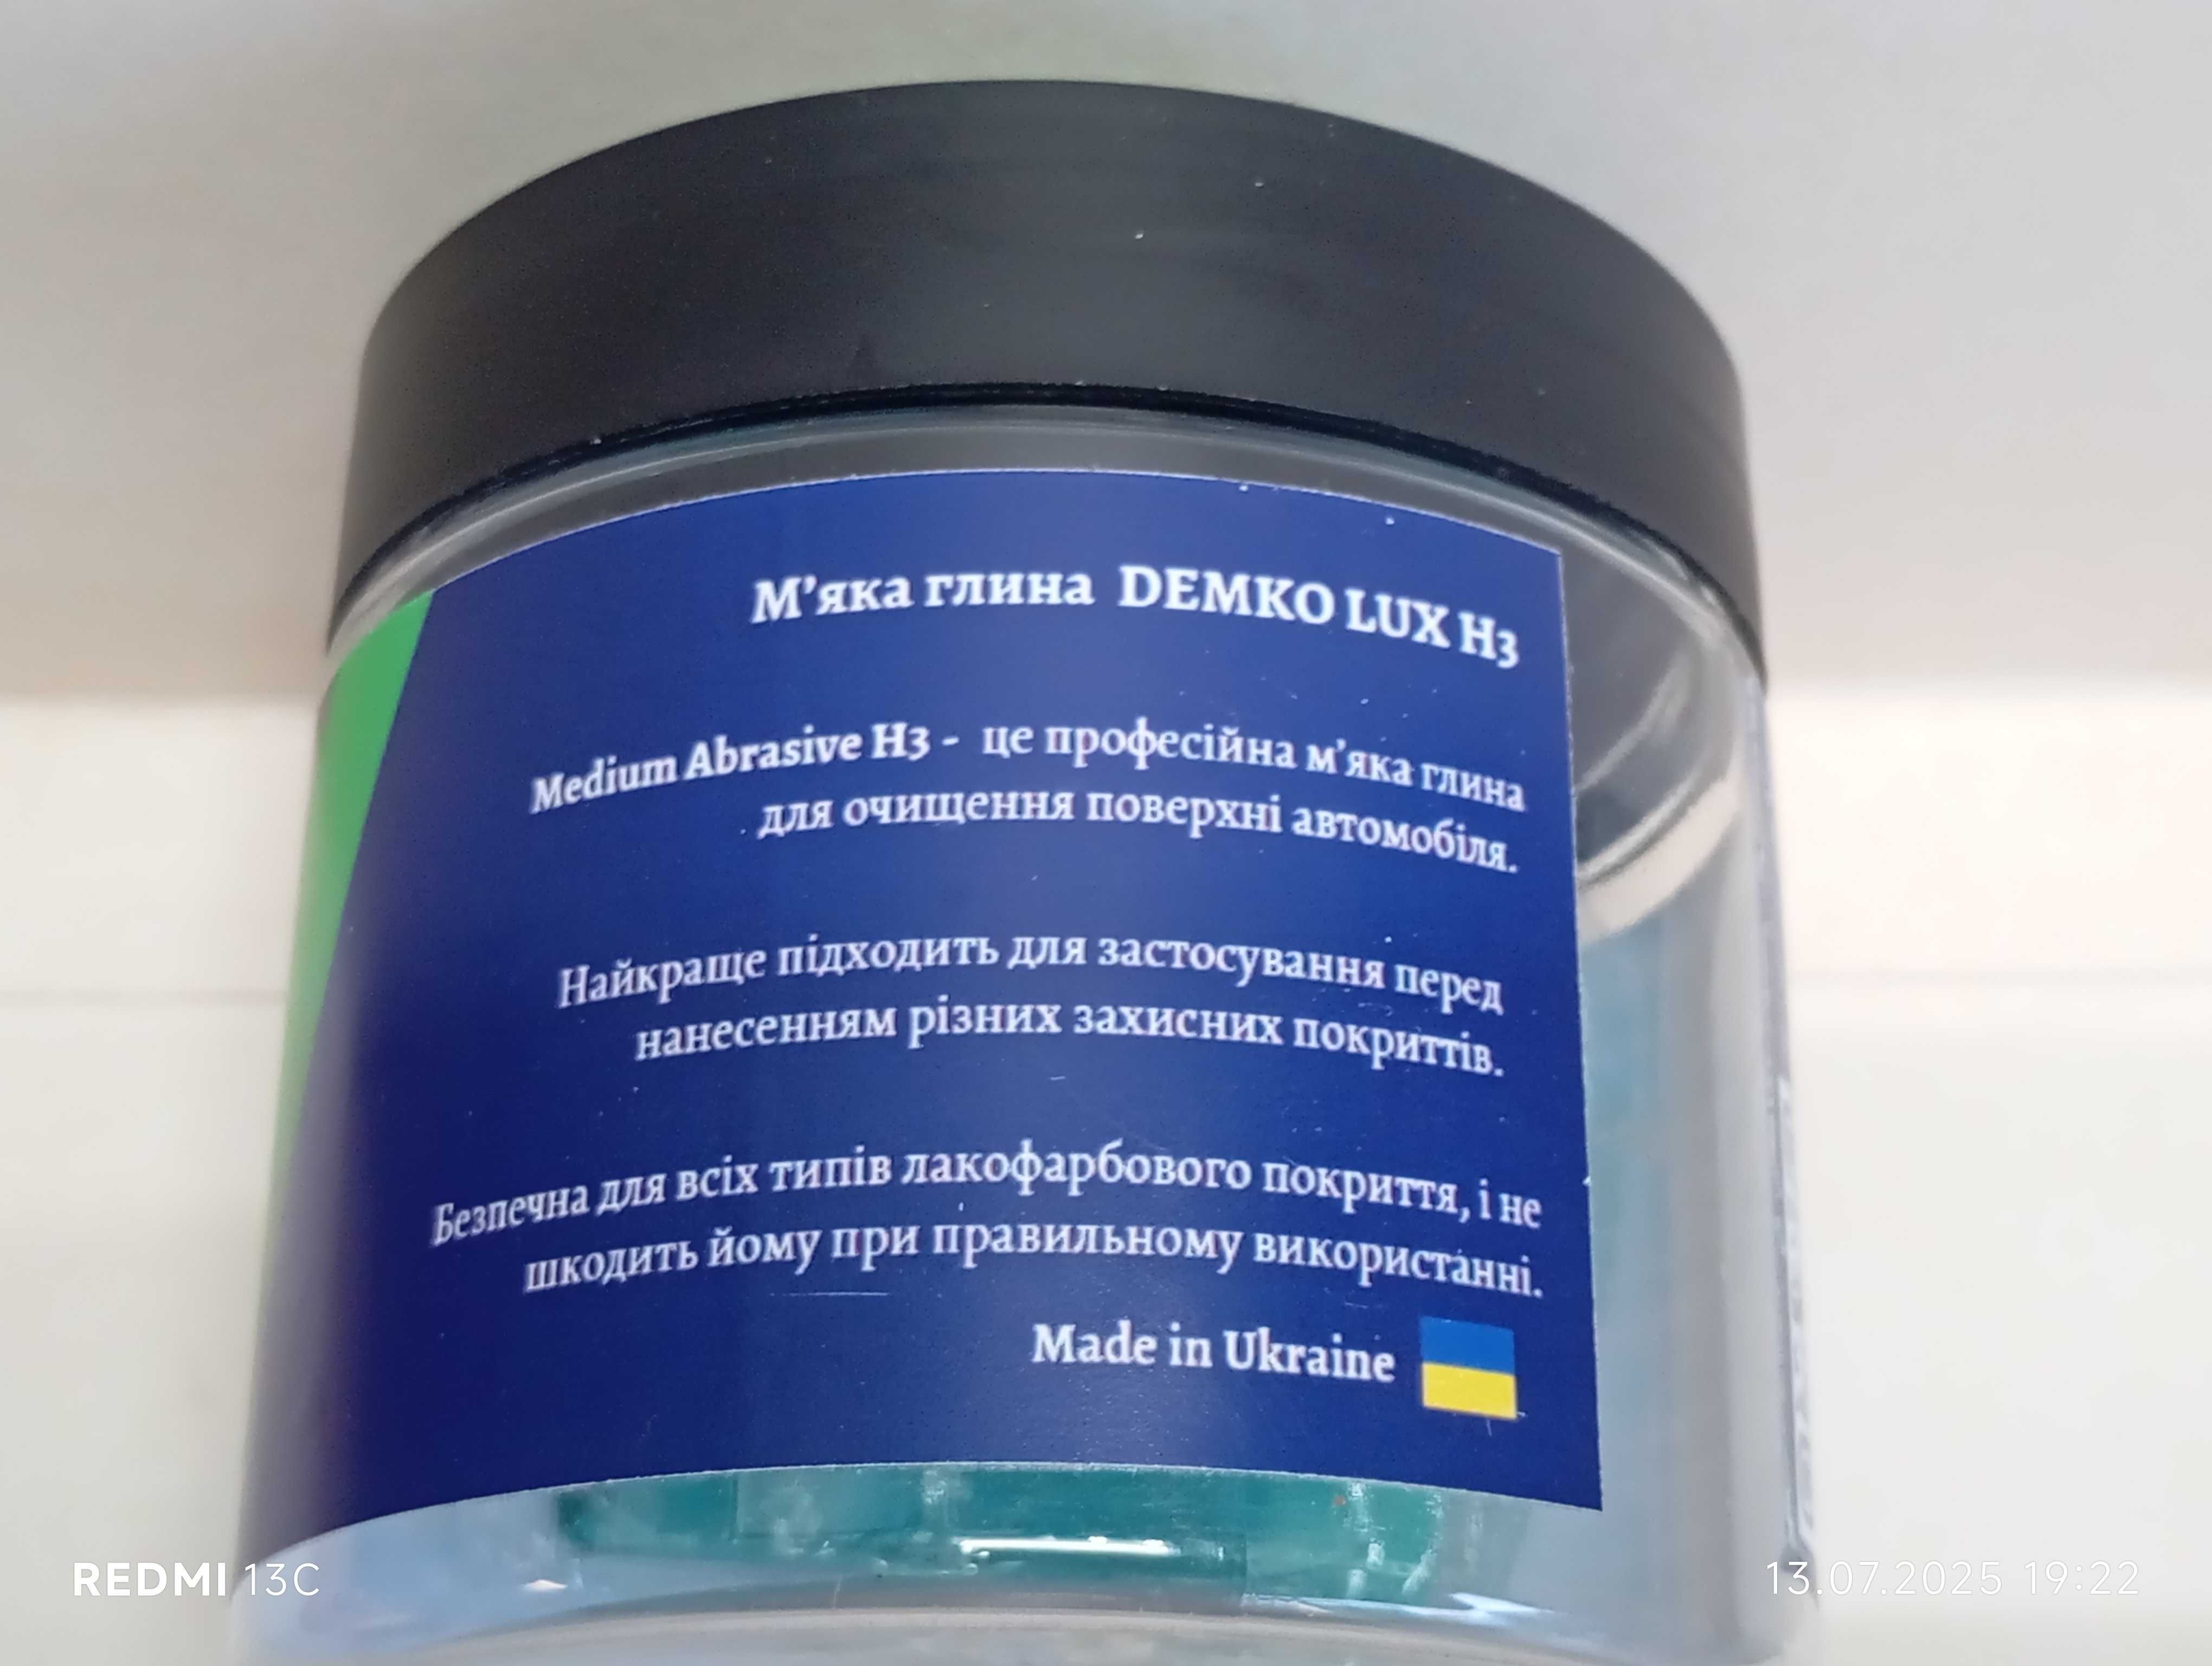 М’яка глина DEMKO LUX H3
Medium Abrasive H3 - це професійна м’яка глина
для очищення поверхні автомобіля.
Найкраще підходить для застосування перед
нанесенням різних захисних покриттів.
Безпечна для всіх типів лакофарбового покриття, і не
шкодить йому при правильному використанні.
Made in Ukraine
REDMI 13C
13.07.2025 19:22